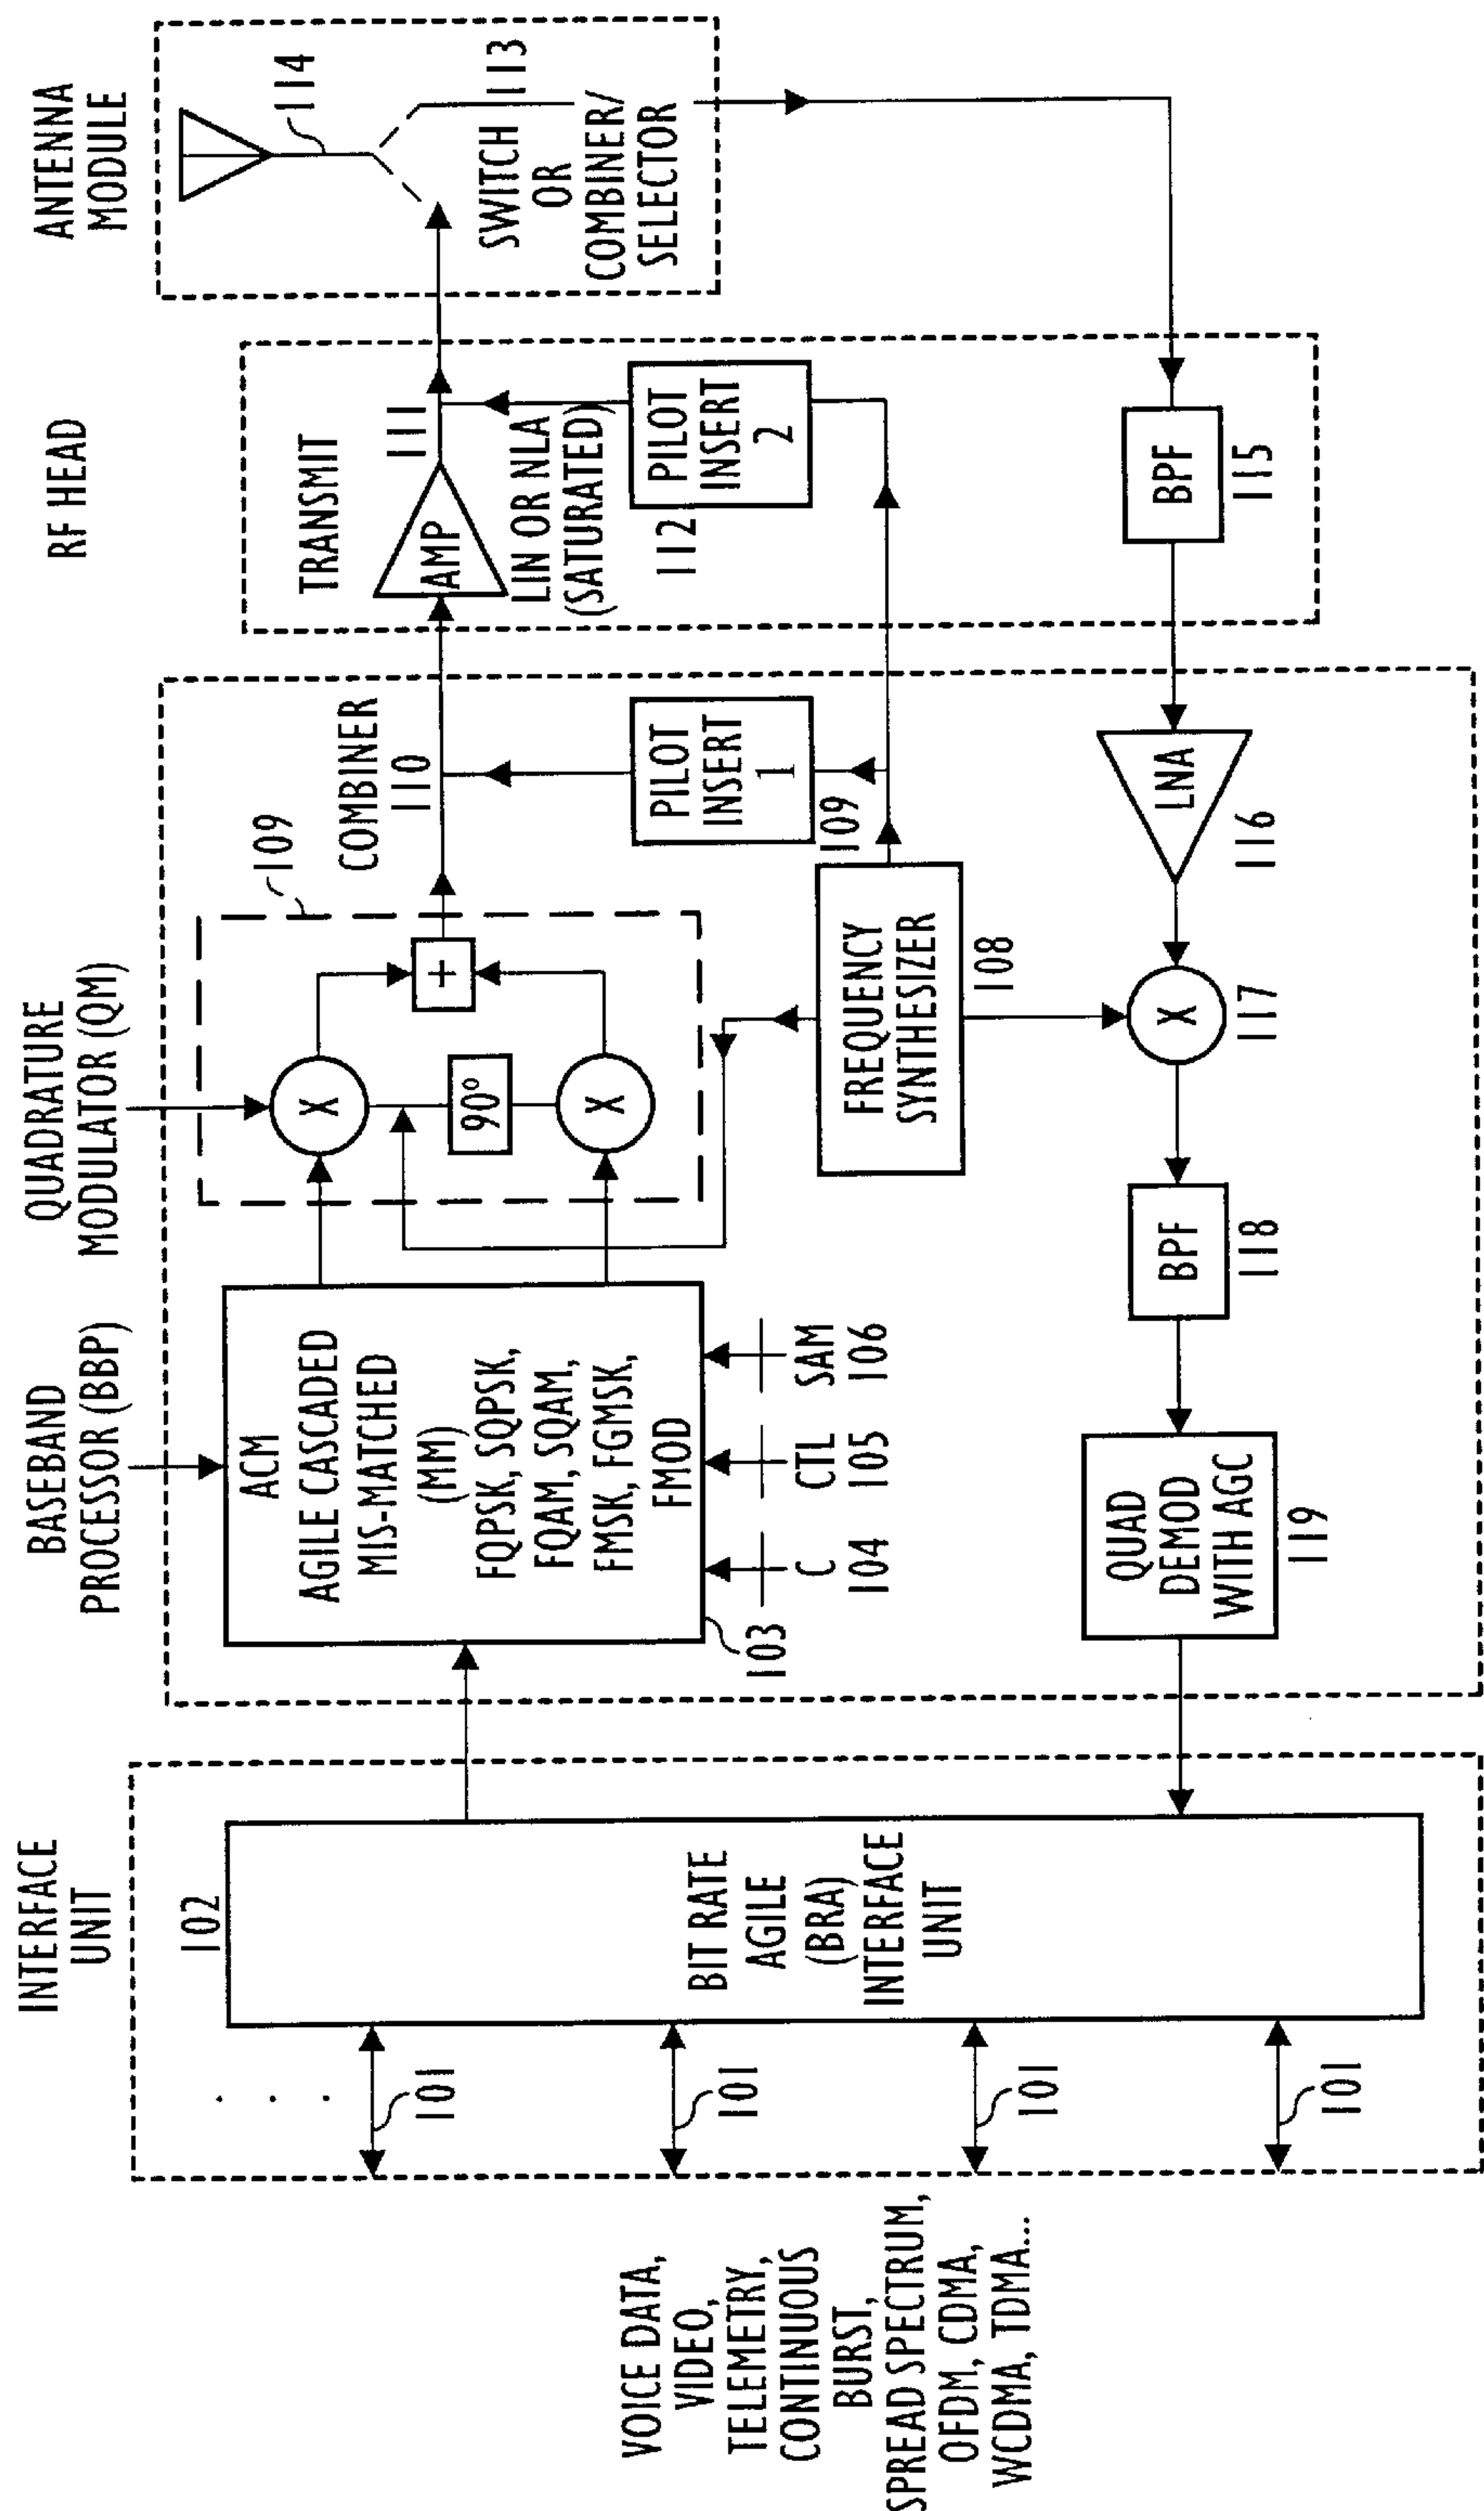 INTERFACE
UNIT
BASEBAND
PROCESSOR (BBP)
QUADRATURE
MODULATOR (QM)
RF HEAD
ANTENNA
MODULE
VOICE DATA,
VIDEO,
TELEMETRY,
CONTINUOUS
BURST,
SPREAD SPECTRUM,
OFDM, CDMA,
WCDMA, TDMA...
101
101
101
101
102
BIT RATE
AGILE
(BRA)
INTERFACE
UNIT
ACM
AGILE CASCADED
MIS-MATCHED
(MM)
FQPSK, SQPSK,
FQAM, SQAM,
FMSK, FGMSK,
FMOD
103
C
104
CTL
105
SAM
106
X
90°
X
+
109
COMBINER
110
PILOT
INSERT
1
109
FREQUENCY
SYNTHESIZER
108
TRANSMIT
AMP
111
LIN OR NLA
(SATURATED)
112
PILOT
INSERT
2
114
113
SWITCH
OR
COMBINER/
SELECTOR
BPF
115
LNA
116
X
117
BPF
118
QUAD
DEMOD
WITH AGC
119